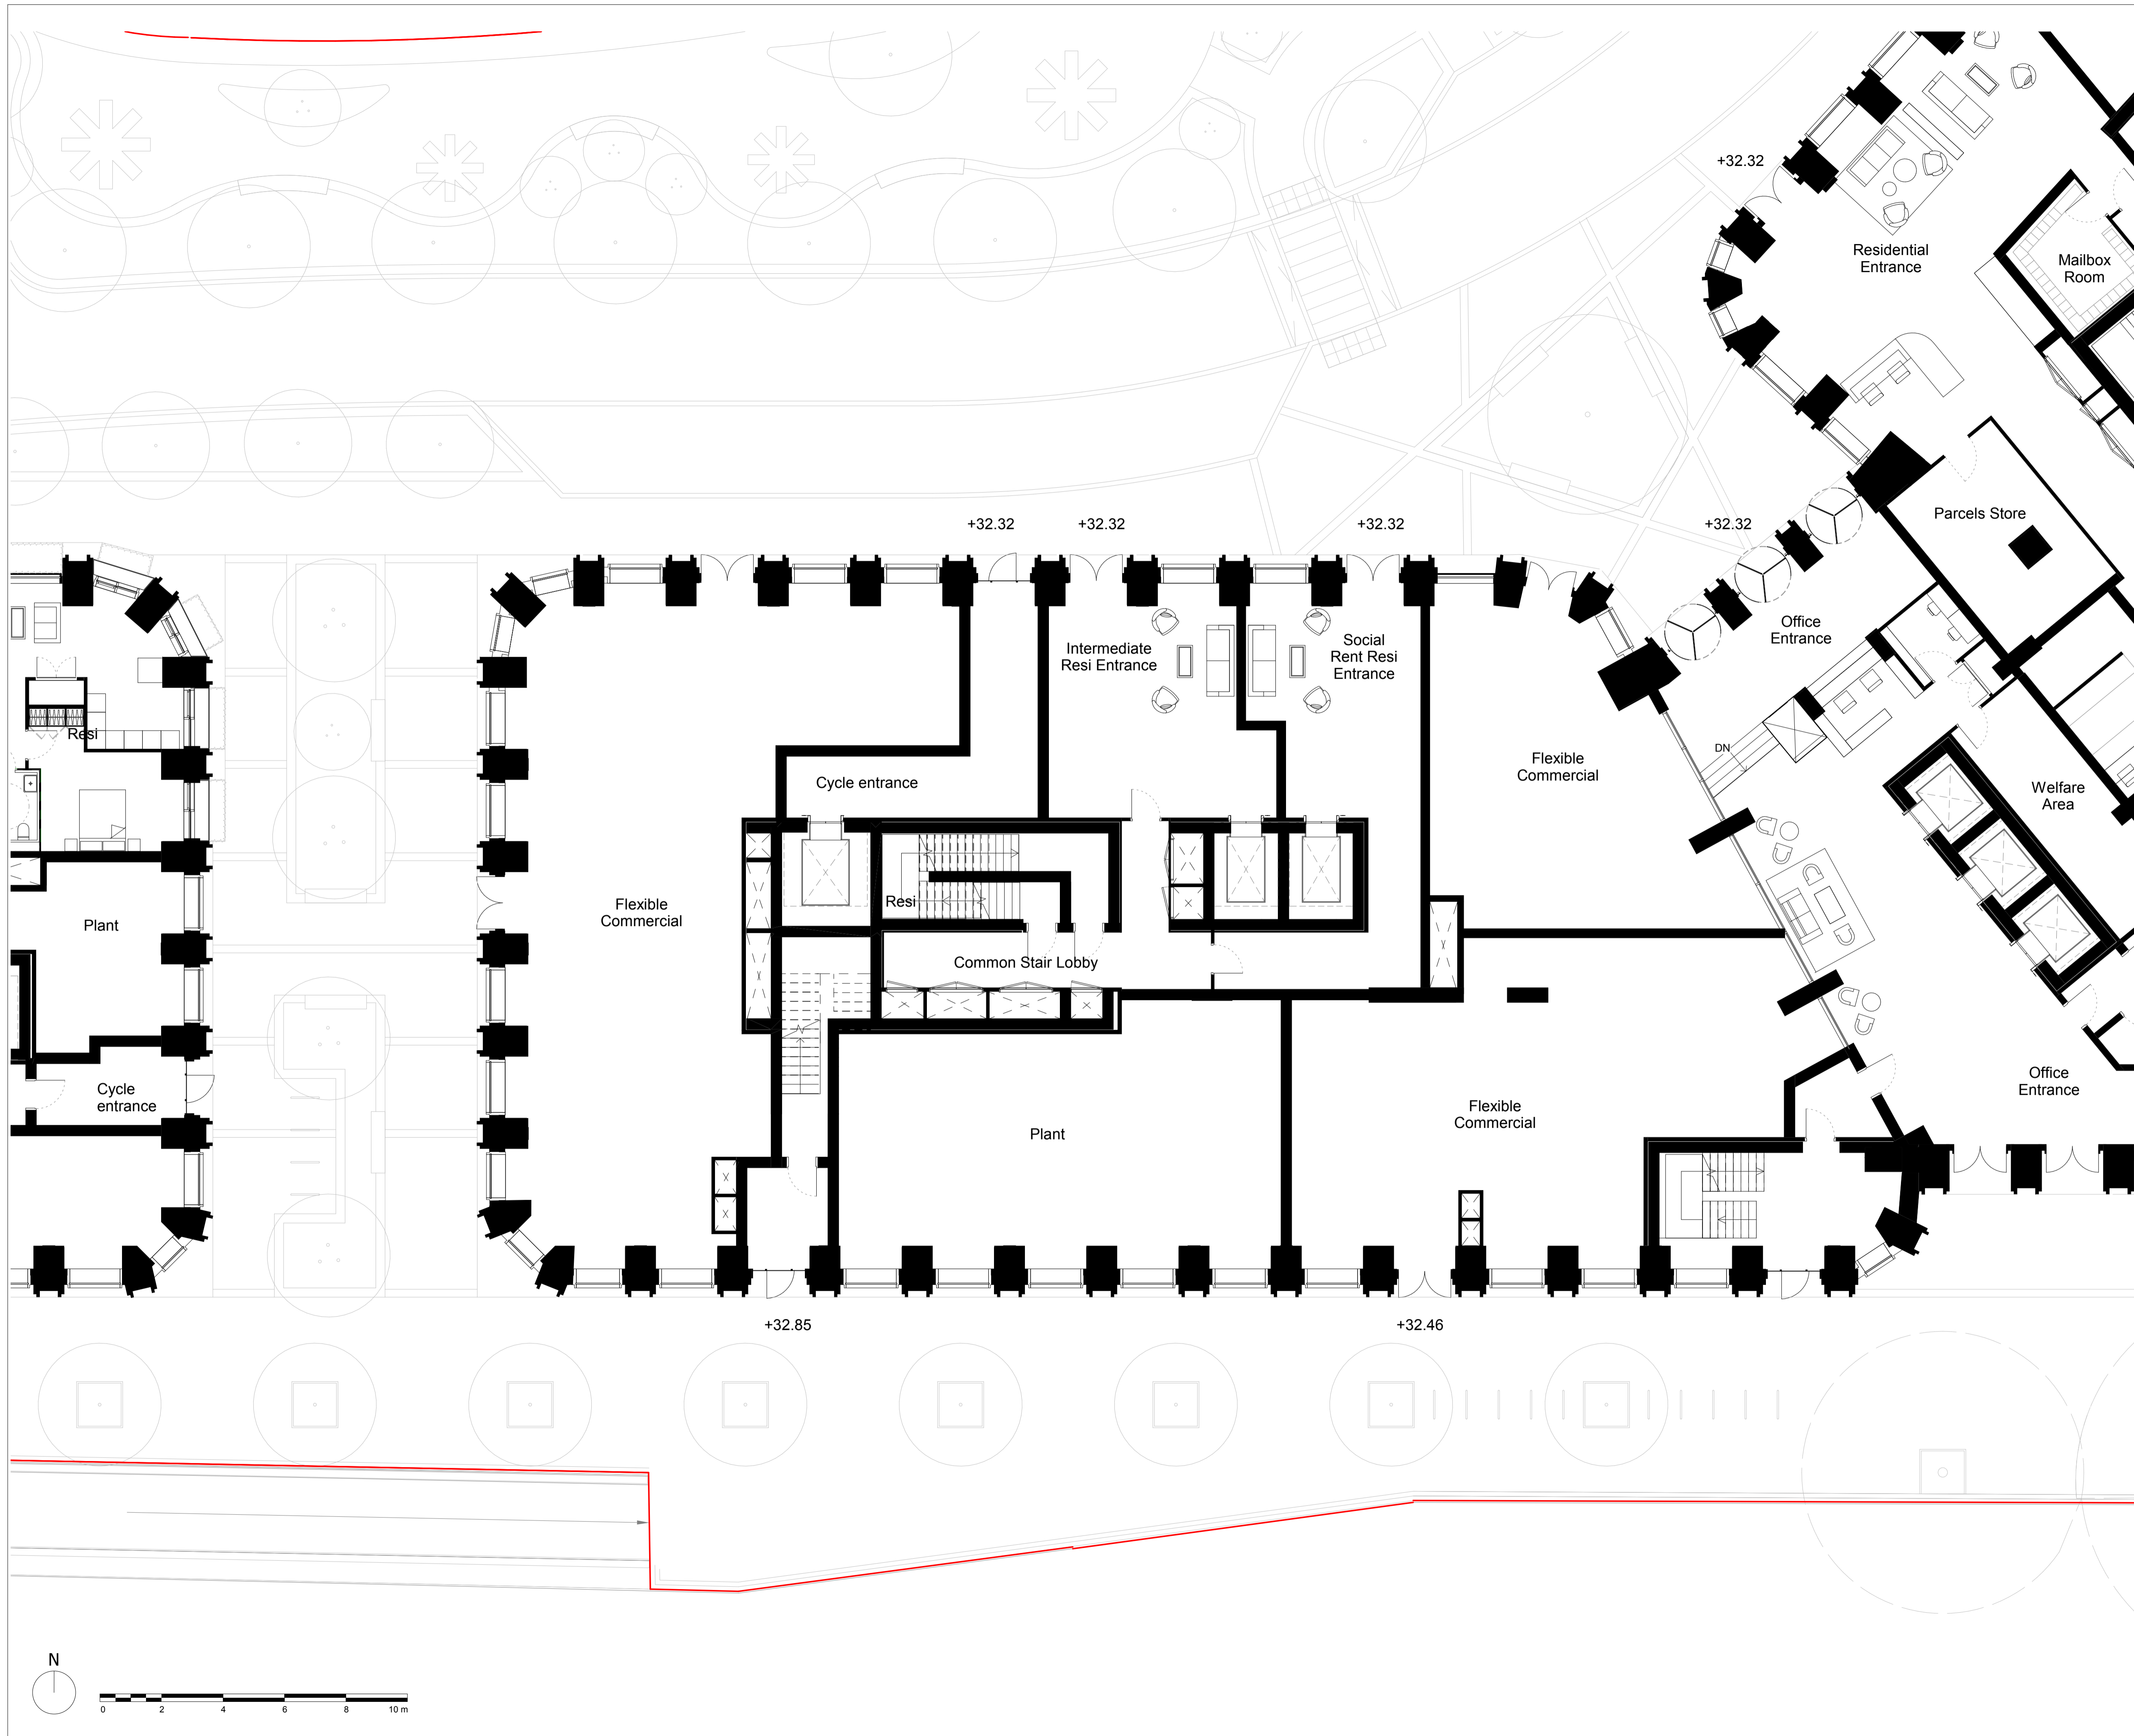 +32.32
Residential
Entrance
Mailbox
Room
+32.32
+32.32
+32.32
+32.32
Parcels Store
Office
Entrance
Intermediate
Resi Entrance
Social
Rent Resi
Entrance
Resi
DN
Flexible
Commercial
Cycle entrance
Welfare
Area
Flexible
Commercial
Resi
Plant
Common Stair Lobby
Cycle
entrance
Office
Entrance
Flexible
Commercial
Plant
+32.85
+32.46
N
0 2 4 6 8 10 m